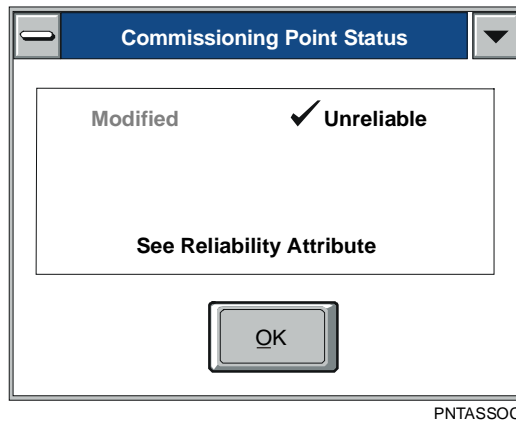 Commissioning Point Status
Modified Unreliable
See Reliability Attribute
OK
PNTASSOC